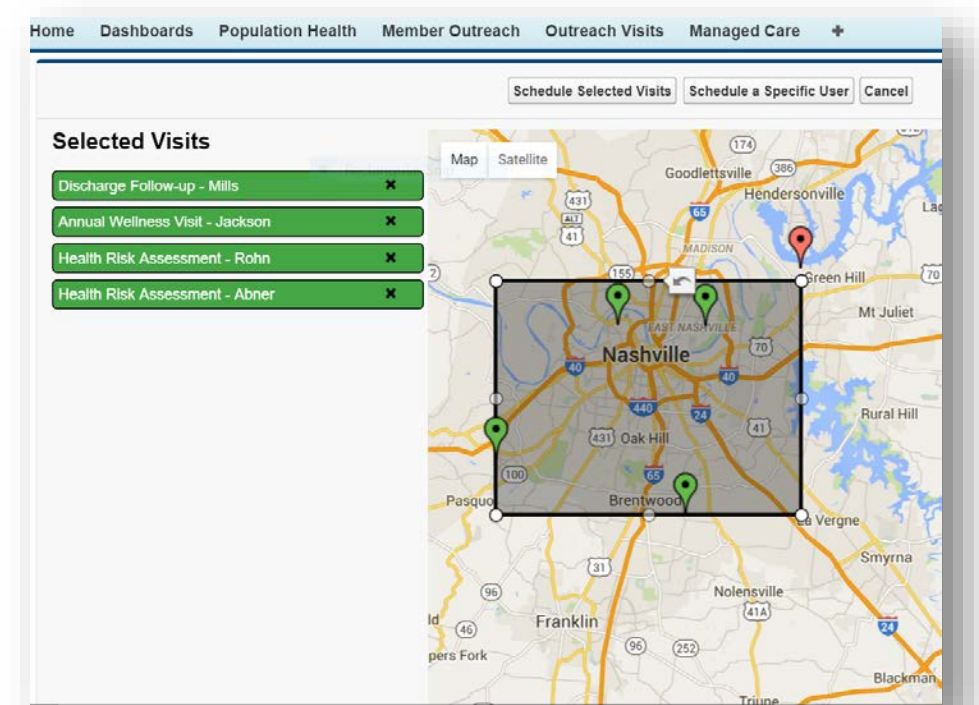 Home Dashboards Population Health Member Outreach Outreach Visits Managed Care +
Schedule Selected Visits Schedule a Specific User Cancel
Selected Visits
Discharge Follow-up - Mills ×
Annual Wellness Visit - Jackson ×
Health Risk Assessment - Rohn ×
Health Risk Assessment - Abner ×
Map Satellite
174
Goodlettsville 386
Hendersonville
431
65
ALT
41
MADISON
155
Green Hill
70
Mt Juliet
EAST NASHVILLE
Nashville
70
40
40
440
24
Rural Hill
431 Oak Hill
41
65
100
Brentwood
La Vergne
31
Smyrna
96
Nolensville
41A
Franklin
46
24
96
252
pers Fork
Blackman
Triune